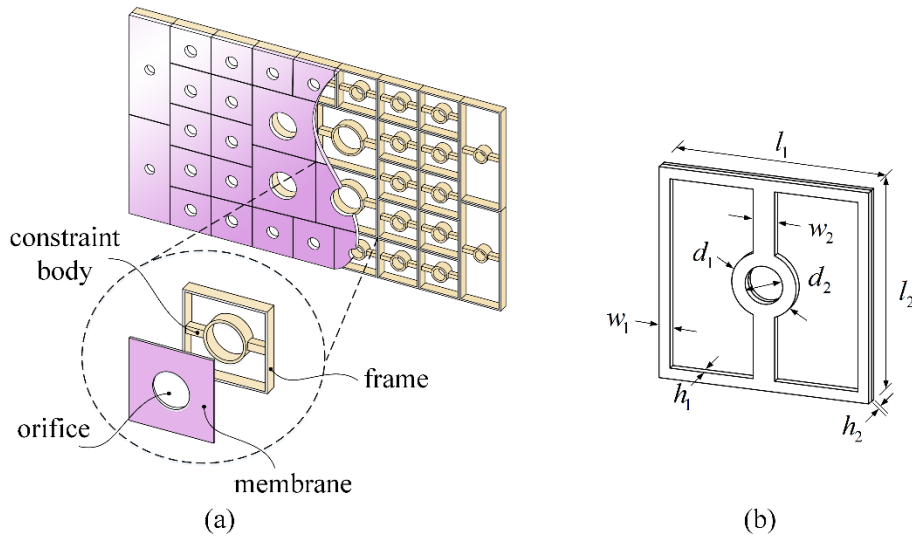 constraint
body
orifice
frame
membrane
(a)
l₁
w₂
d₁
d₂
l₂
w₁
h₁
h₂
(b)